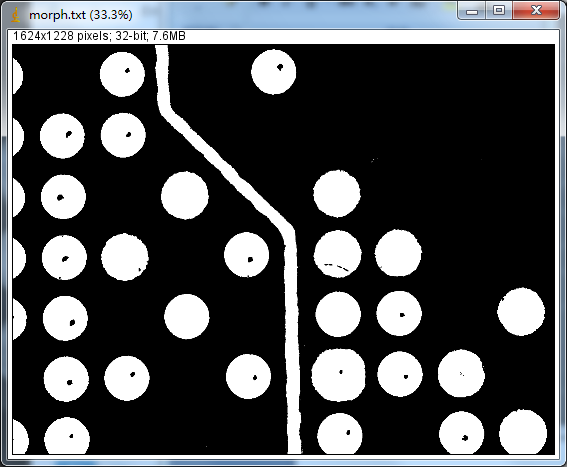 morph.txt (33.3%)
1624x1228 pixels; 32-bit; 7.6MB